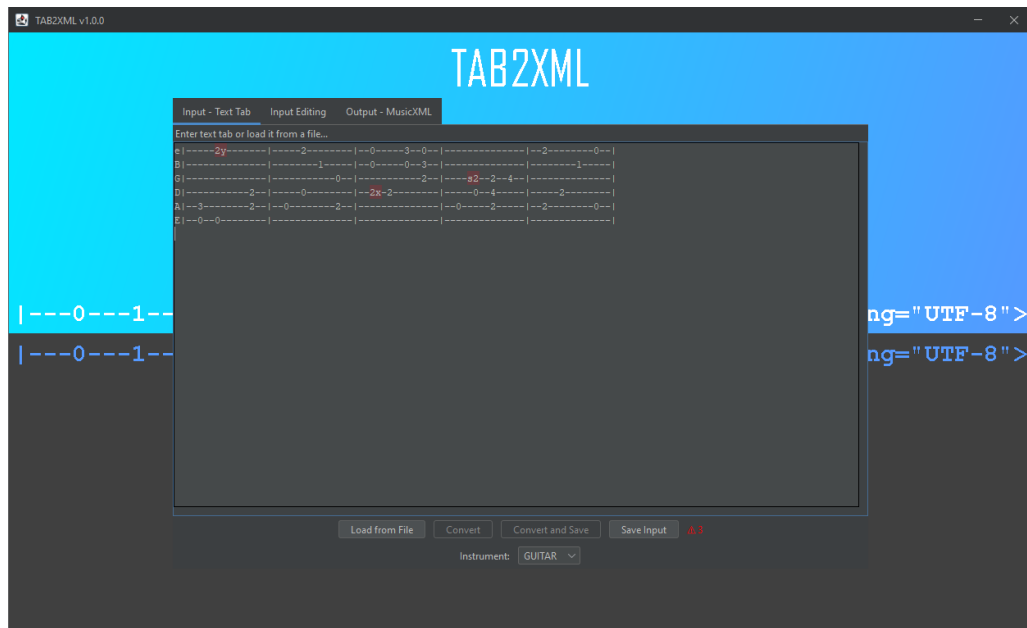 TAB2XML v1.0.0
TAB2XML
Input - Text Tab Input Editing Output - MusicXML
Enter text tab or load it from a file...
e|-----2y-------|-----2--------|--0-----3--0--|--------------|--2--------0--|
B|--------------|--------1-----|--0-----0--3--|--------------|--------1-----|
G|--------------|-----------0--|-----------2--|----s2--2--4--|--------------|
D|-----------2--|-----0--------|--2x-2--------|-----0--4-----|-----2--------|
A|--3--------2--|--0--------2--|--------------|--0-----2-----|--2--------0--|
E|--0--0--------|--------------|--------------|--------------|--------------|
|---0---1-- ng="UTF-8">
|---0---1-- ng="UTF-8">
Load from File Convert Convert and Save Save Input ⚠1
Instrument: GUITAR